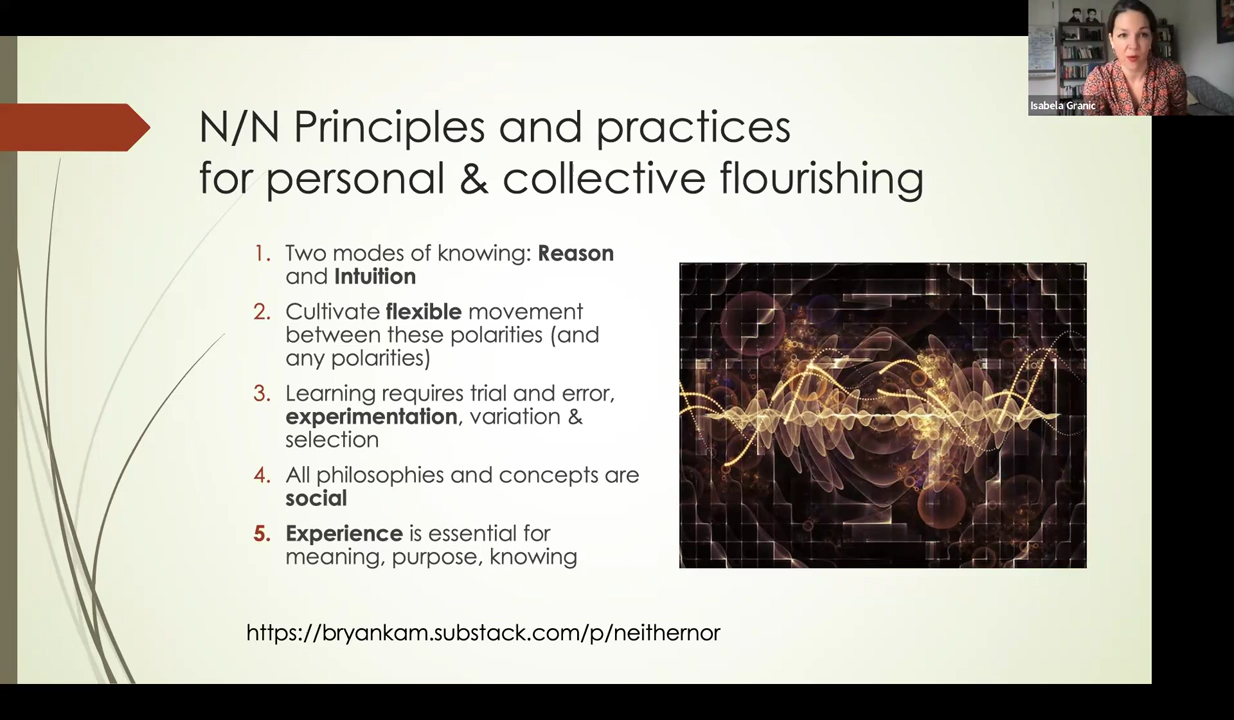 Isabela Granic
N/N Principles and practices
for personal & collective flourishing
1. Two modes of knowing: Reason
and Intuition
2. Cultivate flexible movement
between these polarities (and
any polarities)
3. Learning requires trial and error,
experimentation, variation &
selection
4. All philosophies and concepts are
social
5. Experience is essential for
meaning, purpose, knowing
https://bryankam.substack.com/p/neithernor